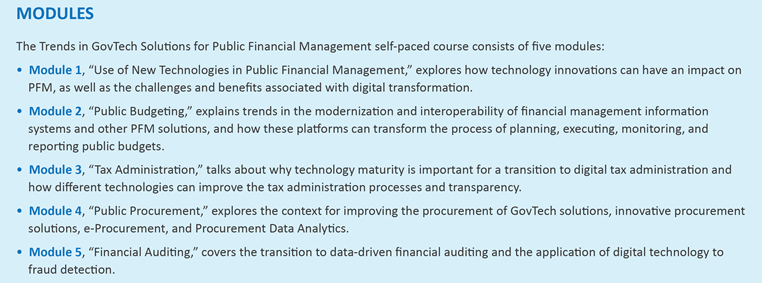 MODULES
The Trends in GovTech Solutions for Public Financial Management self-paced course consists of five modules:
• Module 1, “Use of New Technologies in Public Financial Management,” explores how technology innovations can have an impact on
PFM, as well as the challenges and benefits associated with digital transformation.
• Module 2, “Public Budgeting,” explains trends in the modernization and interoperability of financial management information
systems and other PFM solutions, and how these platforms can transform the process of planning, executing, monitoring, and
reporting public budgets.
• Module 3, “Tax Administration,” talks about why technology maturity is important for a transition to digital tax administration and
how different technologies can improve the tax administration processes and transparency.
• Module 4, “Public Procurement,” explores the context for improving the procurement of GovTech solutions, innovative procurement
solutions, e-Procurement, and Procurement Data Analytics.
• Module 5, “Financial Auditing,” covers the transition to data-driven financial auditing and the application of digital technology to
fraud detection.